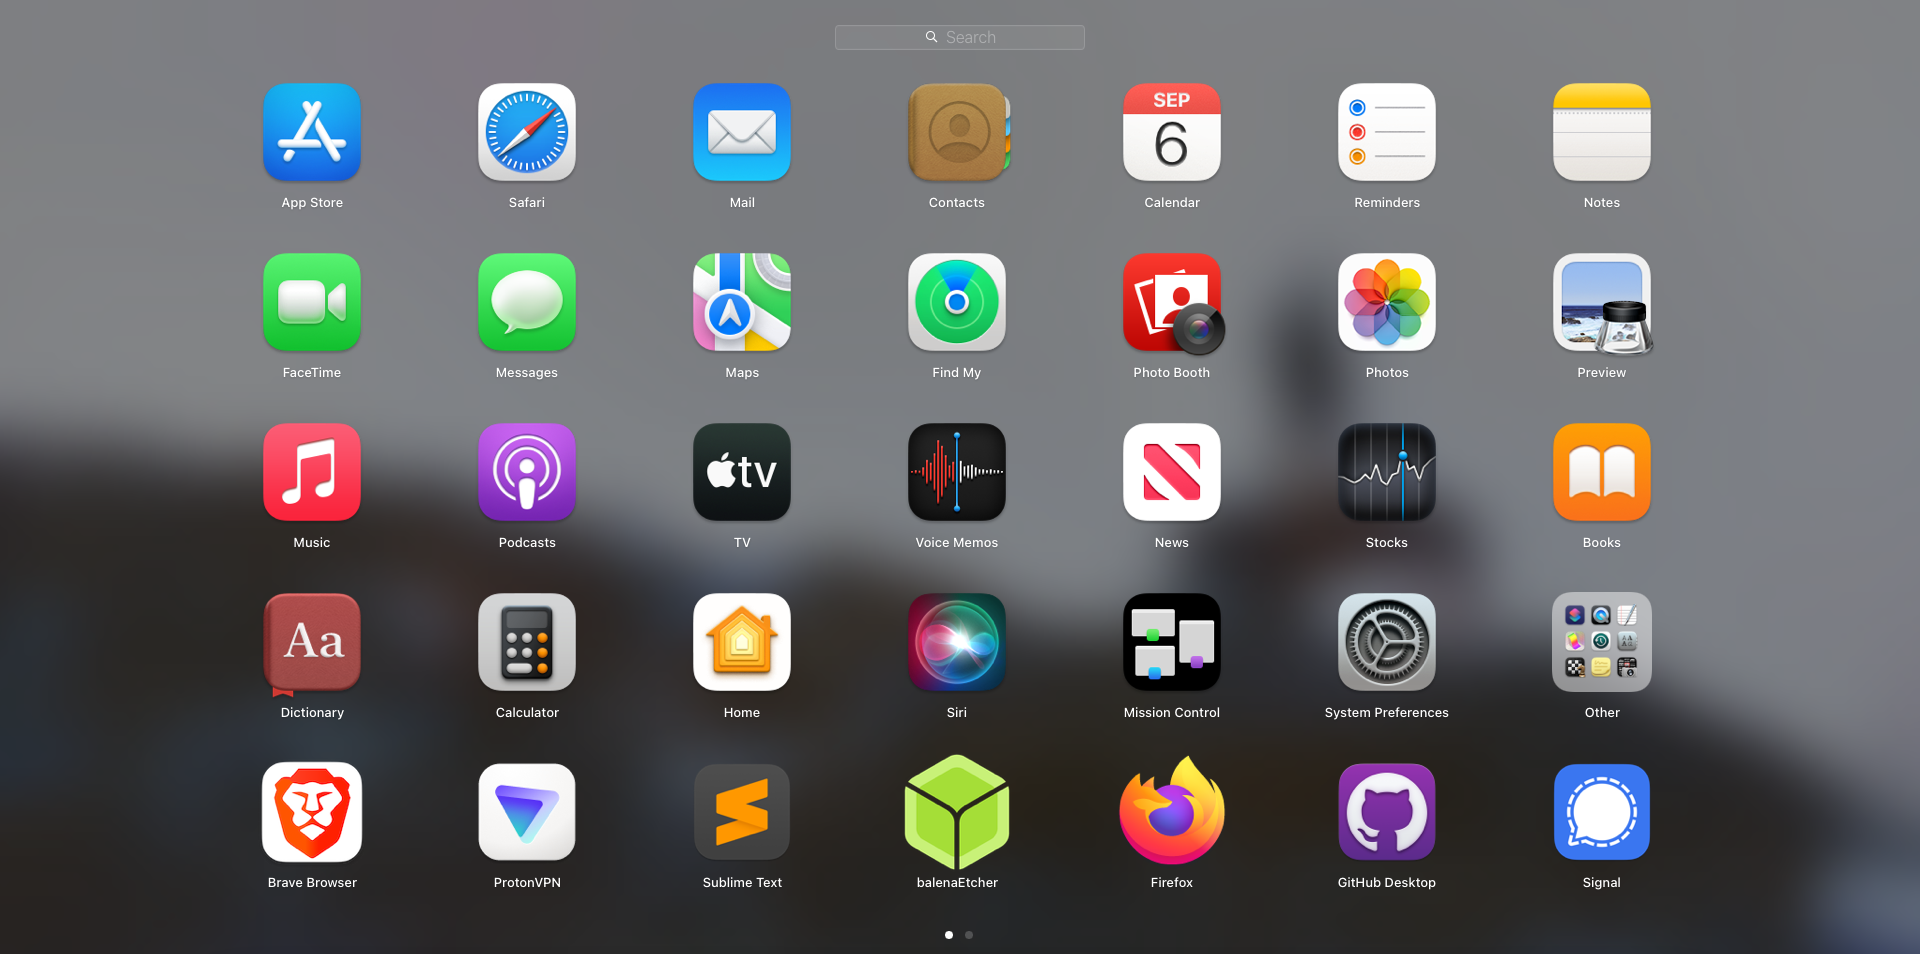 Search
SEP
6
App Store
Safari
Mail
Contacts
Calendar
Reminders
Notes
FaceTime
Messages
Maps
Find My
Photo Booth
Photos
Preview
tv
Music
Podcasts
TV
Voice Memos
News
Stocks
Books
Aa
Dictionary
Calculator
Home
Siri
Mission Control
System Preferences
Other
Brave Browser
ProtonVPN
Sublime Text
balenaEtcher
Firefox
GitHub Desktop
Signal